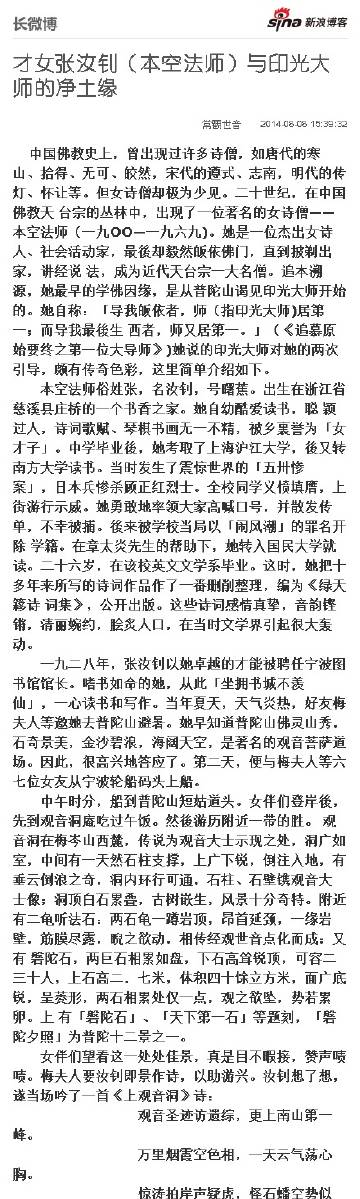 长微博 sina 新浪博客
才女张汝钊（本空法师）与印光大
师的净土缘
常觀世音 2014-08-08 15:39:32
中国佛教史上，曾出现过许多诗僧，如唐代的寒
山、拾得、无可、皎然，宋代的遵式、志南，明代的传
灯、怀让等。但女诗僧却极为少见。二十世纪，在中国
佛教天 台宗的丛林中，出现了一位著名的女诗僧——
本空法师（一九OO—一九六九）。她是一位杰出女诗
人、社会活动家，最後却毅然皈依佛门，直到披剃出
家，讲经说 法，成为近代天台宗一大名僧。追本溯
源，她最早的学佛因缘，是从普陀山遇见印光大师开始
的。她自称：「导我皈依者，师（指印光大师)居第
一；而导我最後生 西者，师又居第一。」（《追慕原
始要终之第一位大导师》)她说的印光大师对她的两次
引导，颇有传奇色彩，这里简单介绍如下。
本空法师俗姓张，名汝钊，号曙蕉。出生在浙江省
慈溪县庄桥的一个书香之家。她自幼酷爱读书，聪 颖
过人，诗词歌赋、琴棋书画无一不精，被乡里誉为「女
才子」。中学毕业後，她考取了上海沪江大学，後又转
南方大学读书。当时发生了震惊世界的「五卅惨
案」，日本兵惨杀顾正红烈士。全校同学义愤填膺，上
街游行示威。她勇敢地率领大家高喊口号，并散发传
单，不幸被捕。後来被学校当局以「闹风潮」的罪名开
除 学籍。在章太炎先生的帮助下，她转入国民大学就
读。二十六岁，在该校英文文学系毕业。这时，她把十
多年来所写的诗词作品作了一番删削整理，编为《绿天
簃诗 词集》，公开出版。这些诗词感情真挚，音韵铿
锵，清丽婉约，脍炙人口，在当时文学界引起很大轰
动。
一九二八年，张汝钊以她卓越的才能被聘任宁波图
书馆馆长。嗜书如命的她，从此「坐拥书城不羡
仙」，一心读书和写作。当年夏天，天气炎热，好友梅
夫人等邀她去普陀山避暑。她早知道普陀山佛灵山秀，
石奇景美，金沙碧浪，海阔天空，是著名的观音菩萨道
场。因此，很高兴地答应了。第二天，便与梅夫人等六
七位女友从宁波轮船码头上船。
中午时分，船到普陀山短姑道头。女伴们登岸後，
先到观音洞庵吃过午饭。然後游历附近一带的胜。 观
音洞在梅岑山西麓，传说为观音大士示现之处，洞广如
室，中间有一天然石柱支撑，上广下锐，倒注入地，有
垂云倒浪之奇，洞内环行可通。石柱、石壁镌观音大
士像；洞顶白石累叠，古树嵌生，风景十分奇特。附近
有二龟听法石；两石龟一蹲岩顶，昂首延颈，一缘岩
壁，筋膜尽露，睨之欲动，相传经观世音点化而成；又
有 磐陀石，两巨石相累如盘，下石高耸锐顶，可容二
三十人，上石高二．七米，体积四十馀立方米，面广底
锐，呈菱形，两石相累处仅一点，观之欲坠，势若累
卵。上 有「磐陀石」、「天下第一石」等题刻，「磐
陀夕照」为普陀十二景之一。
女伴们望着这一处处佳景，真是目不暇接，赞声啧
啧。梅夫人要汝钊即景作诗，以助游兴。汝钊想了想，
遂当场吟了一首《上观音洞》诗：
观音圣迹访遗综，更上南山第一
峰。
万里烟霞空色相，一天云气荡心
胸。
惊涛拍岸声疑虎，怪石蟠空势似